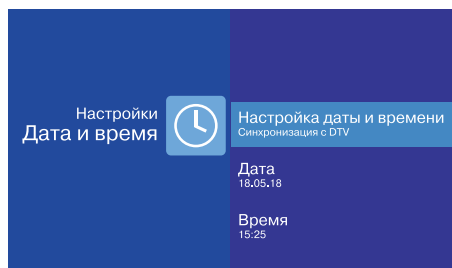 Настройки
Дата и время
Настройка даты и времени
Синхронизация с DTV
Дата
18.05.18
Время
15:25